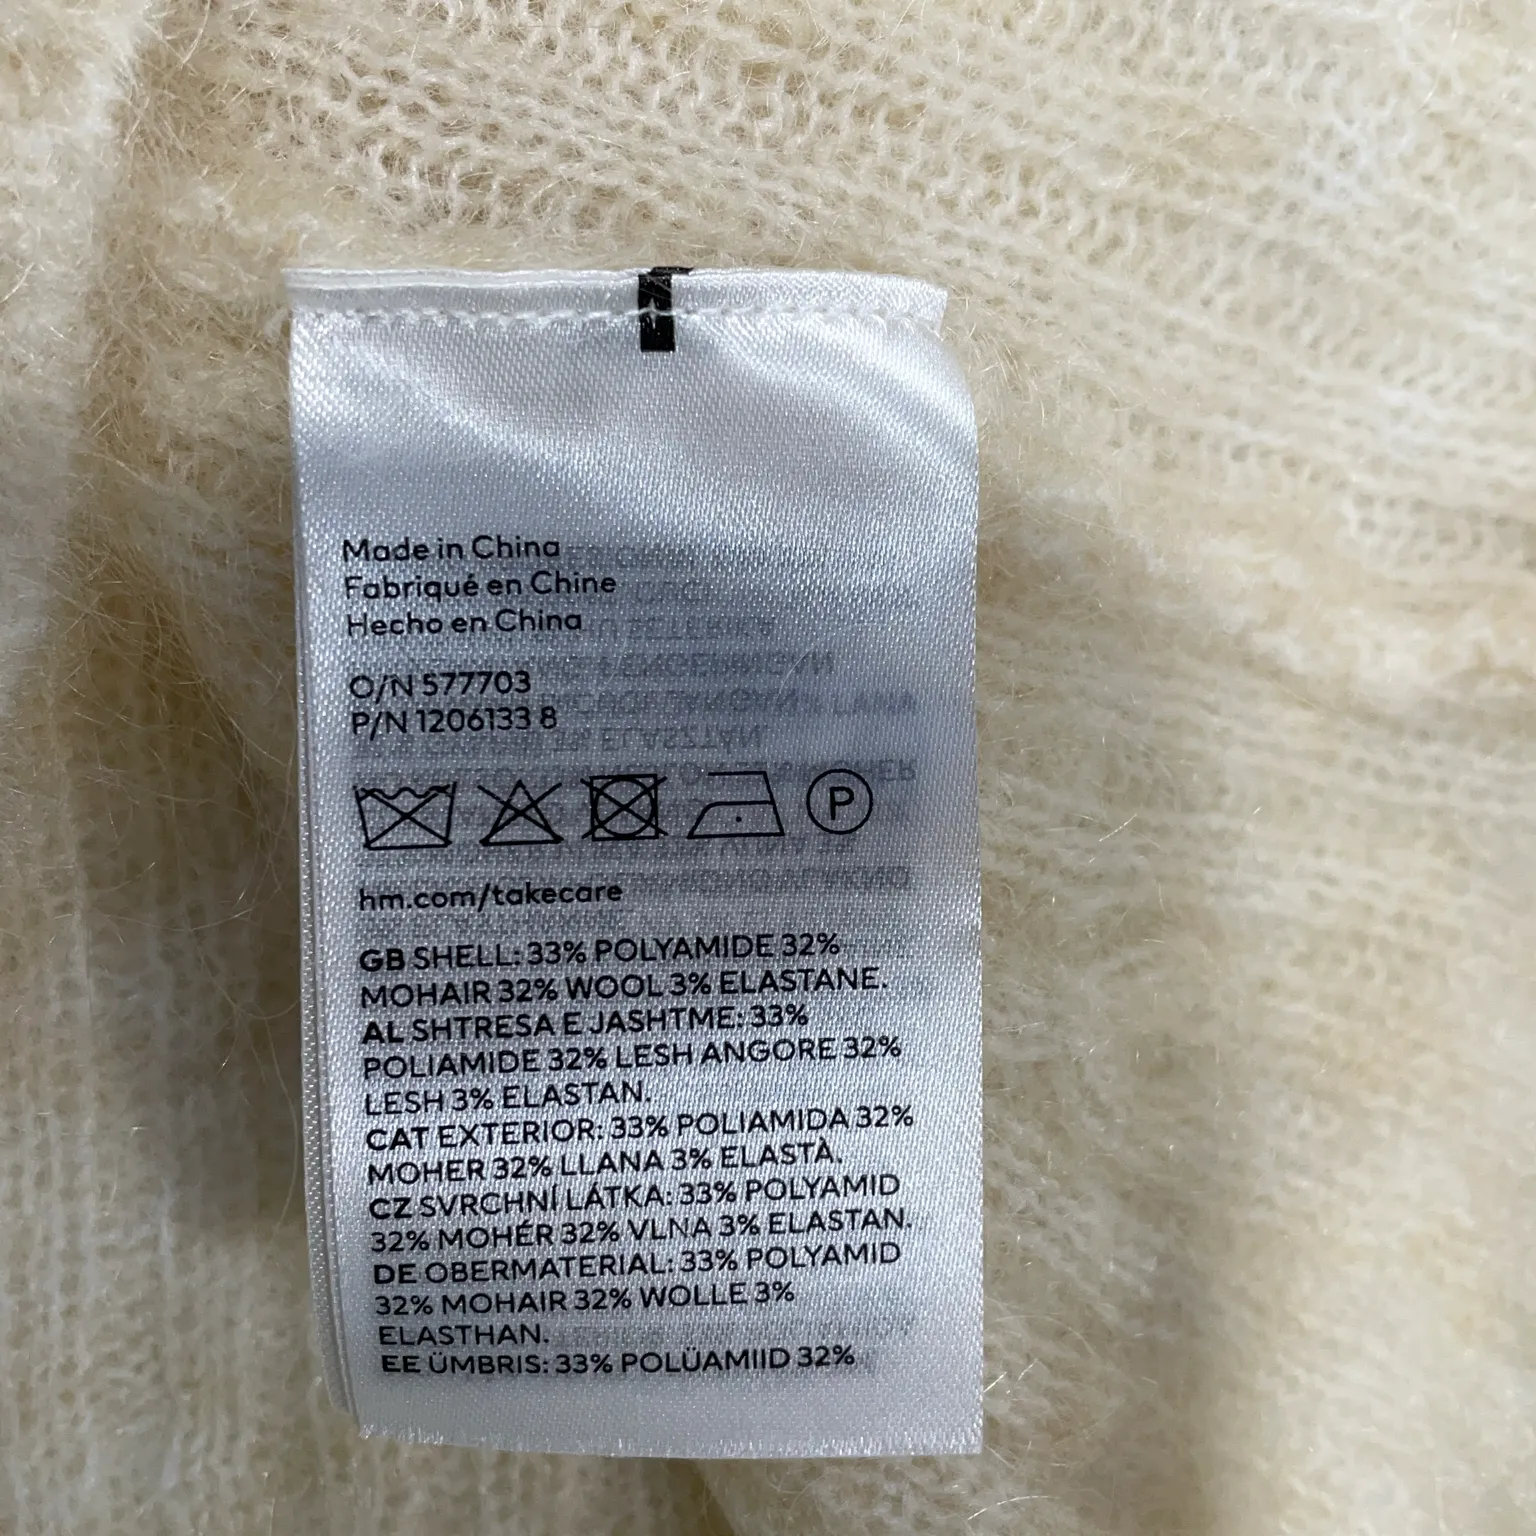 Made in China
Fabriqué en Chine
Hecho en China
O/N 577703
P/N 1206133 8
P
hm.com/takecare
GB SHELL: 33% POLYAMIDE 32%
MOHAIR 32% WOOL 3% ELASTANE.
AL SHTRESA E JASHTME: 33%
POLIAMIDE 32% LESH ANGORE 32%
LESH 3% ELASTAN.
CAT EXTERIOR: 33% POLIAMIDA 32%
MOHER 32% LLANA 3% ELASTÀ.
CZ SVRCHNÍ LÁTKA: 33% POLYAMID
32% MOHÉR 32% VLNA 3% ELASTAN.
DE OBERMATERIAL: 33% POLYAMID
32% MOHAIR 32% WOLLE 3%
ELASTHAN.
EE ÜMBRIS: 33% POLÜAMIID 32%